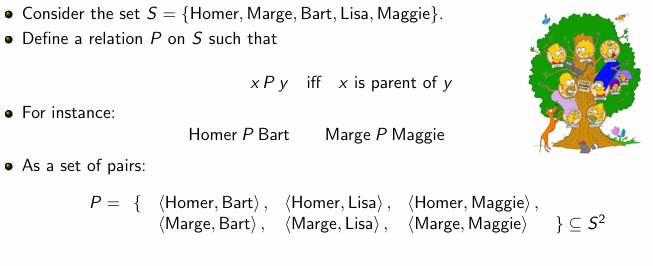 Consider the set S = {Homer, Marge, Bart, Lisa, Maggie}.
Define a relation P on S such that
x P y iff x is parent of y
For instance:
Homer P Bart Marge P Maggie
As a set of pairs:
P = { ⟨Homer, Bart⟩, ⟨Homer, Lisa⟩, ⟨Homer, Maggie⟩,
⟨Marge, Bart⟩, ⟨Marge, Lisa⟩, ⟨Marge, Maggie⟩ } ⊆ S²